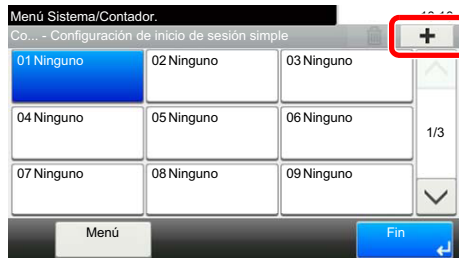 Menú Sistema/Contador.
Co... - Configuración de inicio de sesión simple
01 Ninguno 02 Ninguno 03 Ninguno
04 Ninguno 05 Ninguno 06 Ninguno
1/3
07 Ninguno 08 Ninguno 09 Ninguno
Menú Fin